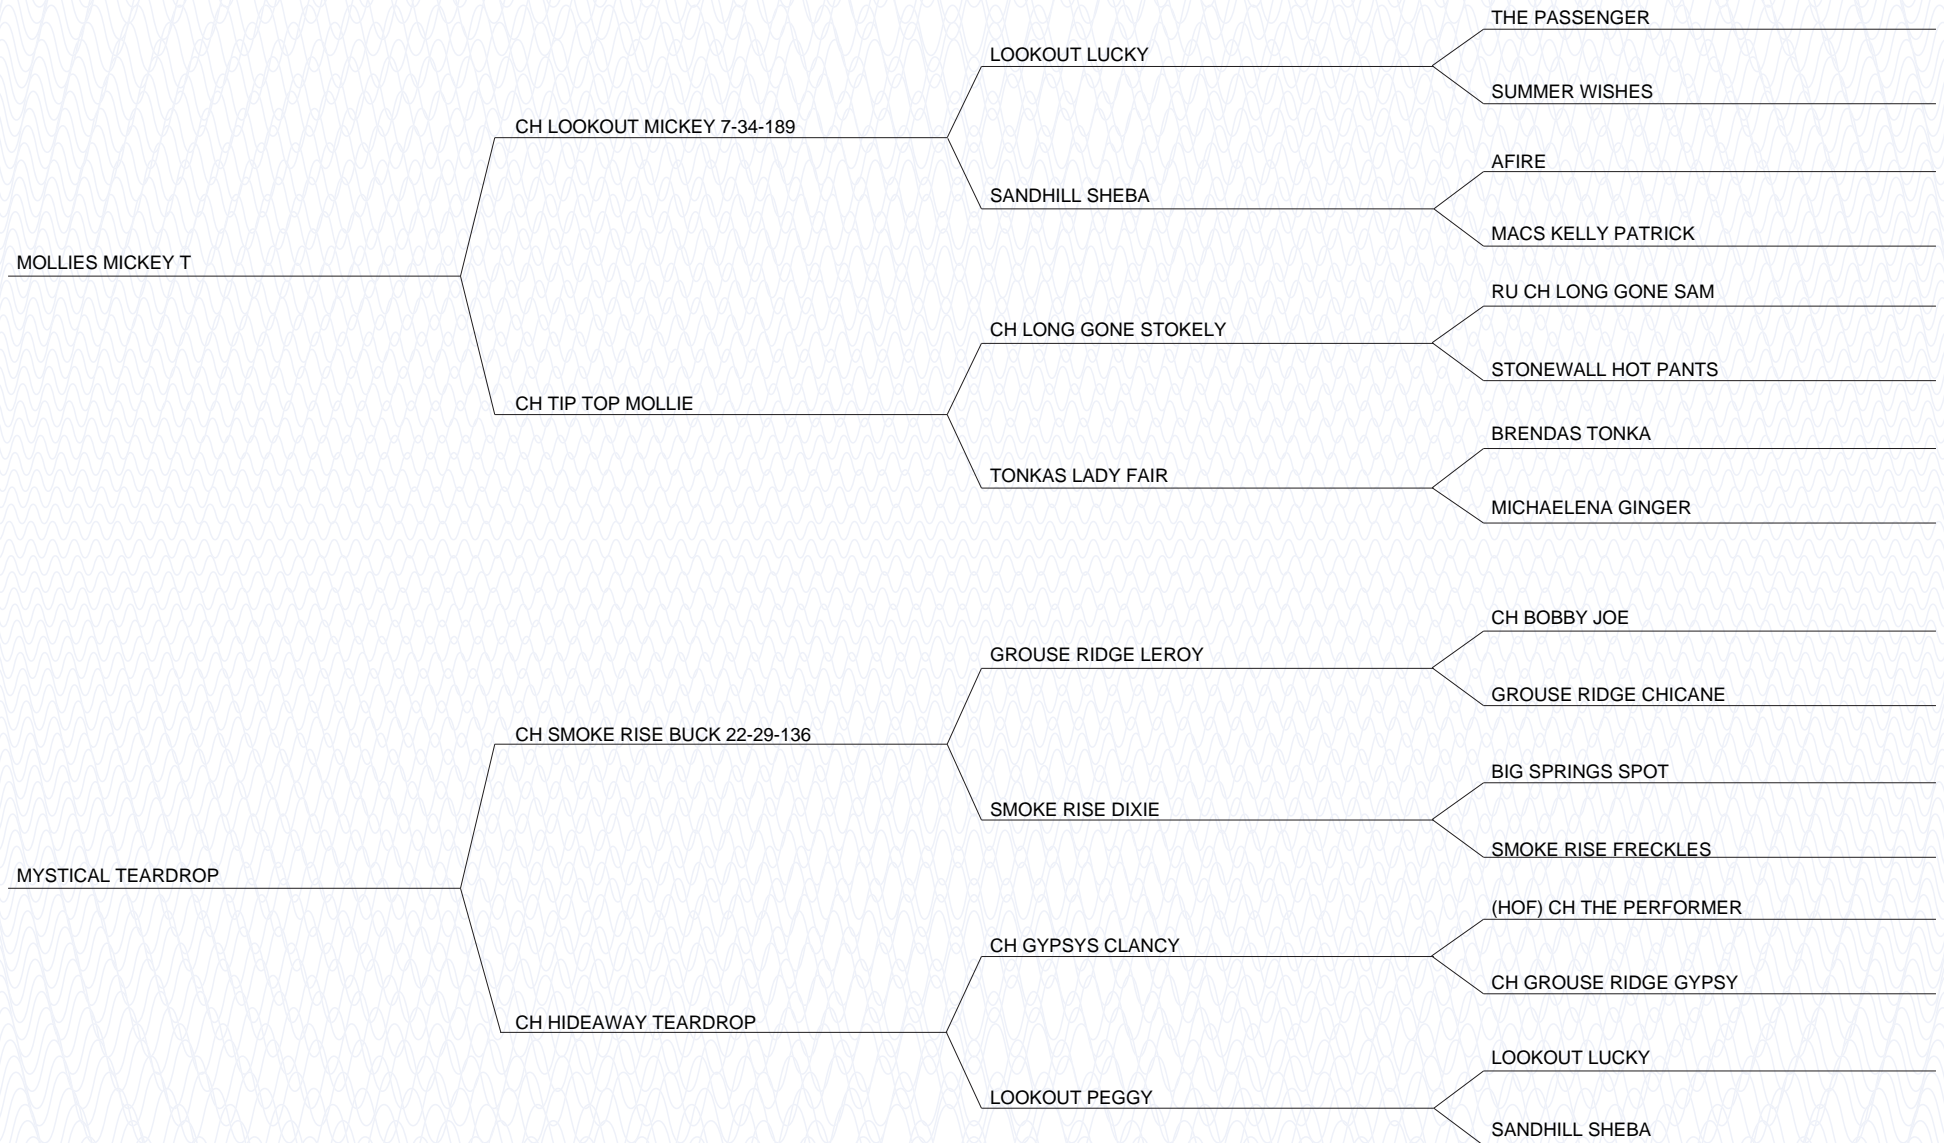 THE PASSENGER
LOOKOUT LUCKY
SUMMER WISHES
CH LOOKOUT MICKEY 7-34-189
AFIRE
SANDHILL SHEBA
MACS KELLY PATRICK
MOLLIES MICKEY T
RU CH LONG GONE SAM
CH LONG GONE STOKELY
STONEWALL HOT PANTS
CH TIP TOP MOLLIE
BRENDAS TONKA
TONKAS LADY FAIR
MICHAELENA GINGER
CH BOBBY JOE
GROUSE RIDGE LEROY
GROUSE RIDGE CHICANE
CH SMOKE RISE BUCK 22-29-136
BIG SPRINGS SPOT
SMOKE RISE DIXIE
SMOKE RISE FRECKLES
MYSTICAL TEARDROP
(HOF) CH THE PERFORMER
CH GYPSYS CLANCY
CH GROUSE RIDGE GYPSY
CH HIDEAWAY TEARDROP
LOOKOUT LUCKY
LOOKOUT PEGGY
SANDHILL SHEBA